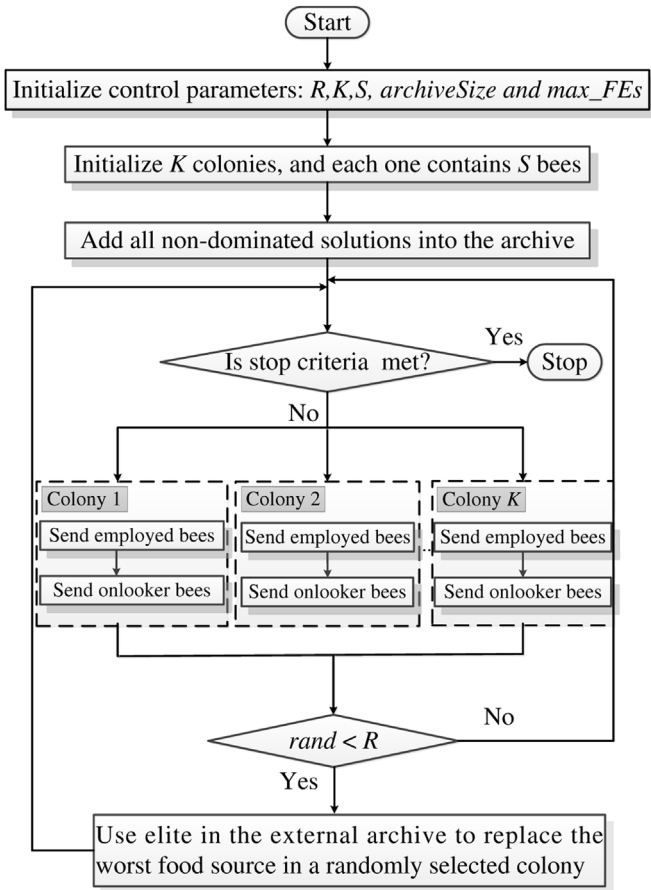 Start
Initialize control parameters: R,K,S, archiveSize and max_FEs
Initialize K colonies, and each one contains S bees
Add all non-dominated solutions into the archive
Is stop criteria met?
Yes
Stop
No
Colony 1
Send employed bees
Send onlooker bees
Colony 2
Send employed bees
Send onlooker bees
...
Colony K
Send employed bees
Send onlooker bees
rand < R
No
Yes
Use elite in the external archive to replace the
worst food source in a randomly selected colony